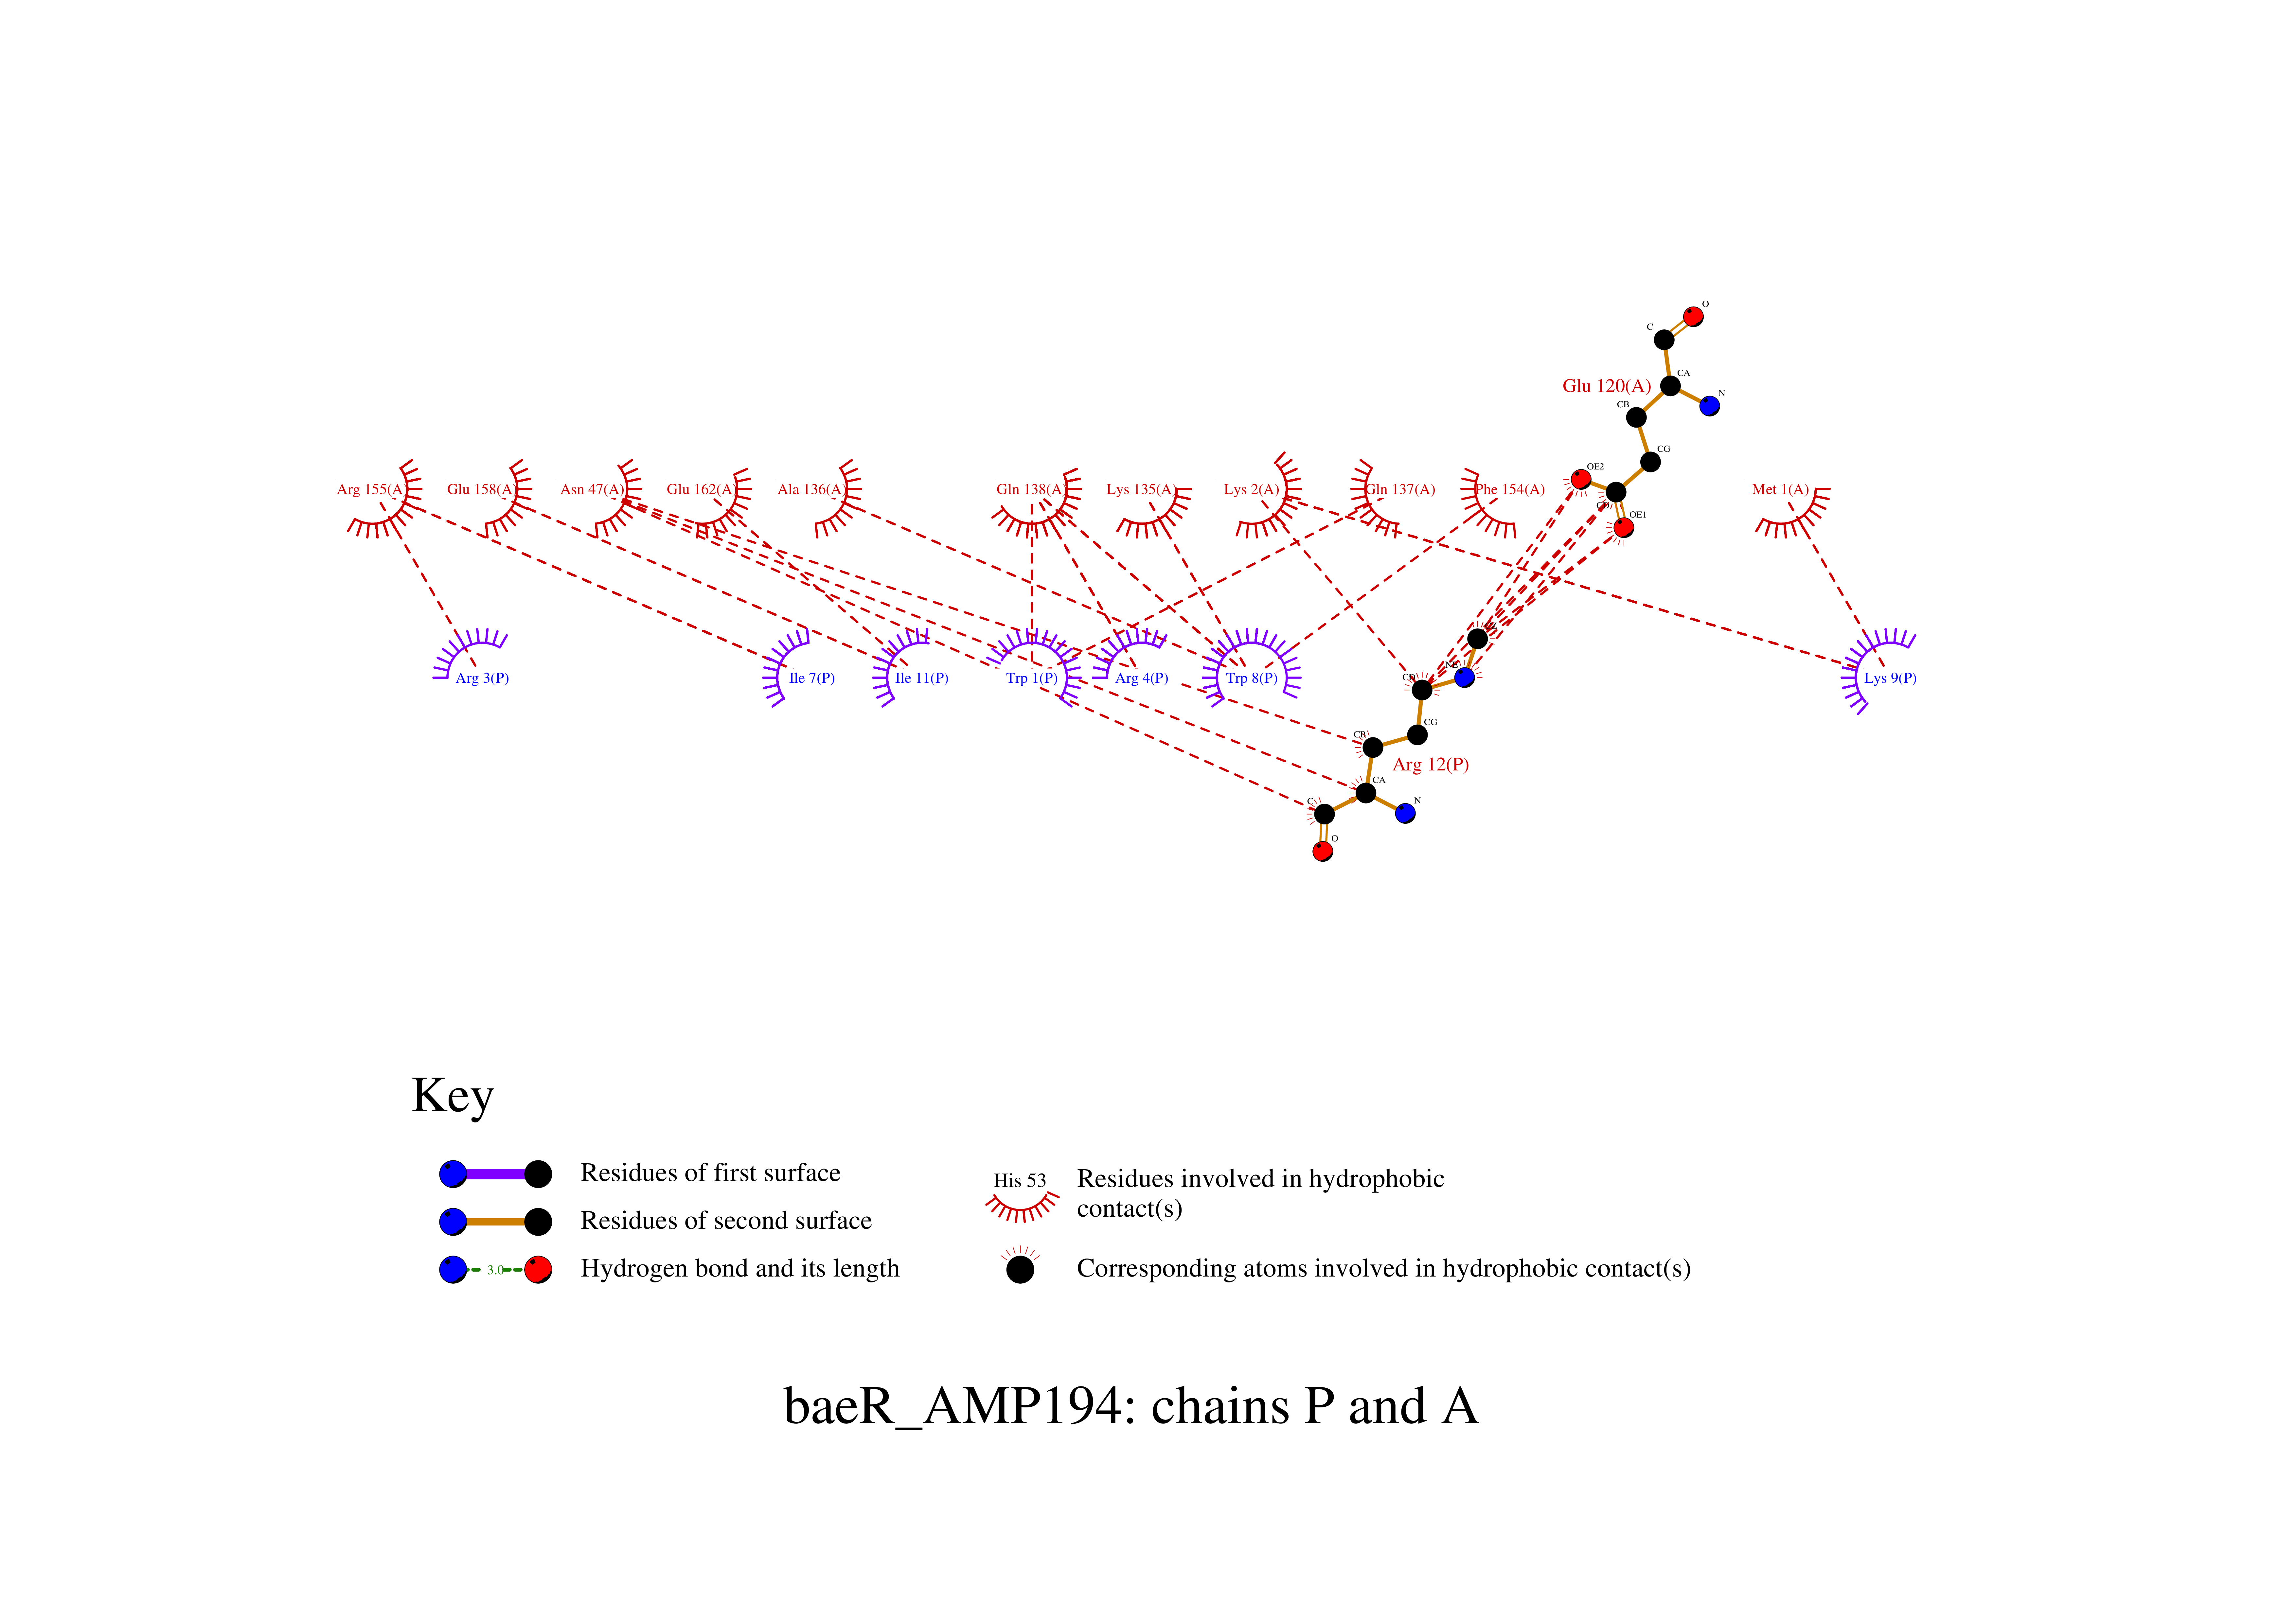 O
C
CA
Glu 120(A)
N
CB
CG
OE2
CD
OE1
Arg 155(A)
Glu 158(A)
Asn 47(A)
Glu 162(A)
Ala 136(A)
Gln 138(A)
Lys 135(A)
Lys 2(A)
Gln 137(A)
Phe 154(A)
Met 1(A)
Arg 3(P)
Ile 7(P)
Ile 11(P)
Trp 1(P)
Arg 4(P)
Trp 8(P)
Lys 9(P)
NE
CD
CG
CB
Arg 12(P)
CA
C
N
O
Key
Residues of first surface
Residues of second surface
3.0
Hydrogen bond and its length
His 53
Residues involved in hydrophobic
contact(s)
Corresponding atoms involved in hydrophobic contact(s)
baeR_AMP194: chains P and A